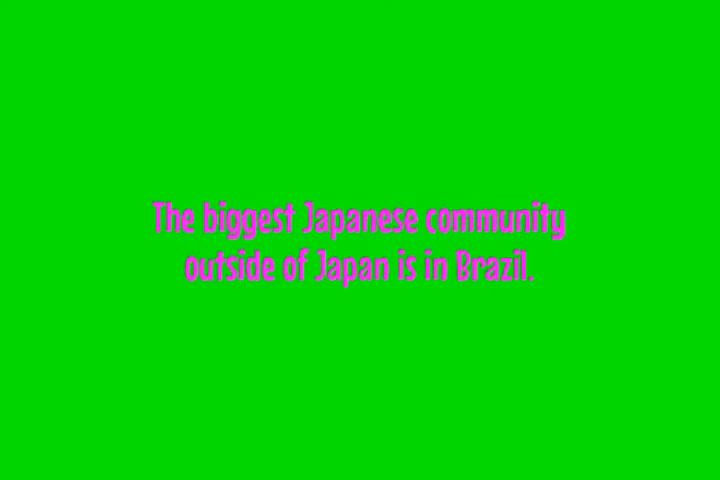 The biggest Japanese community
outside of Japan is in Brazil.